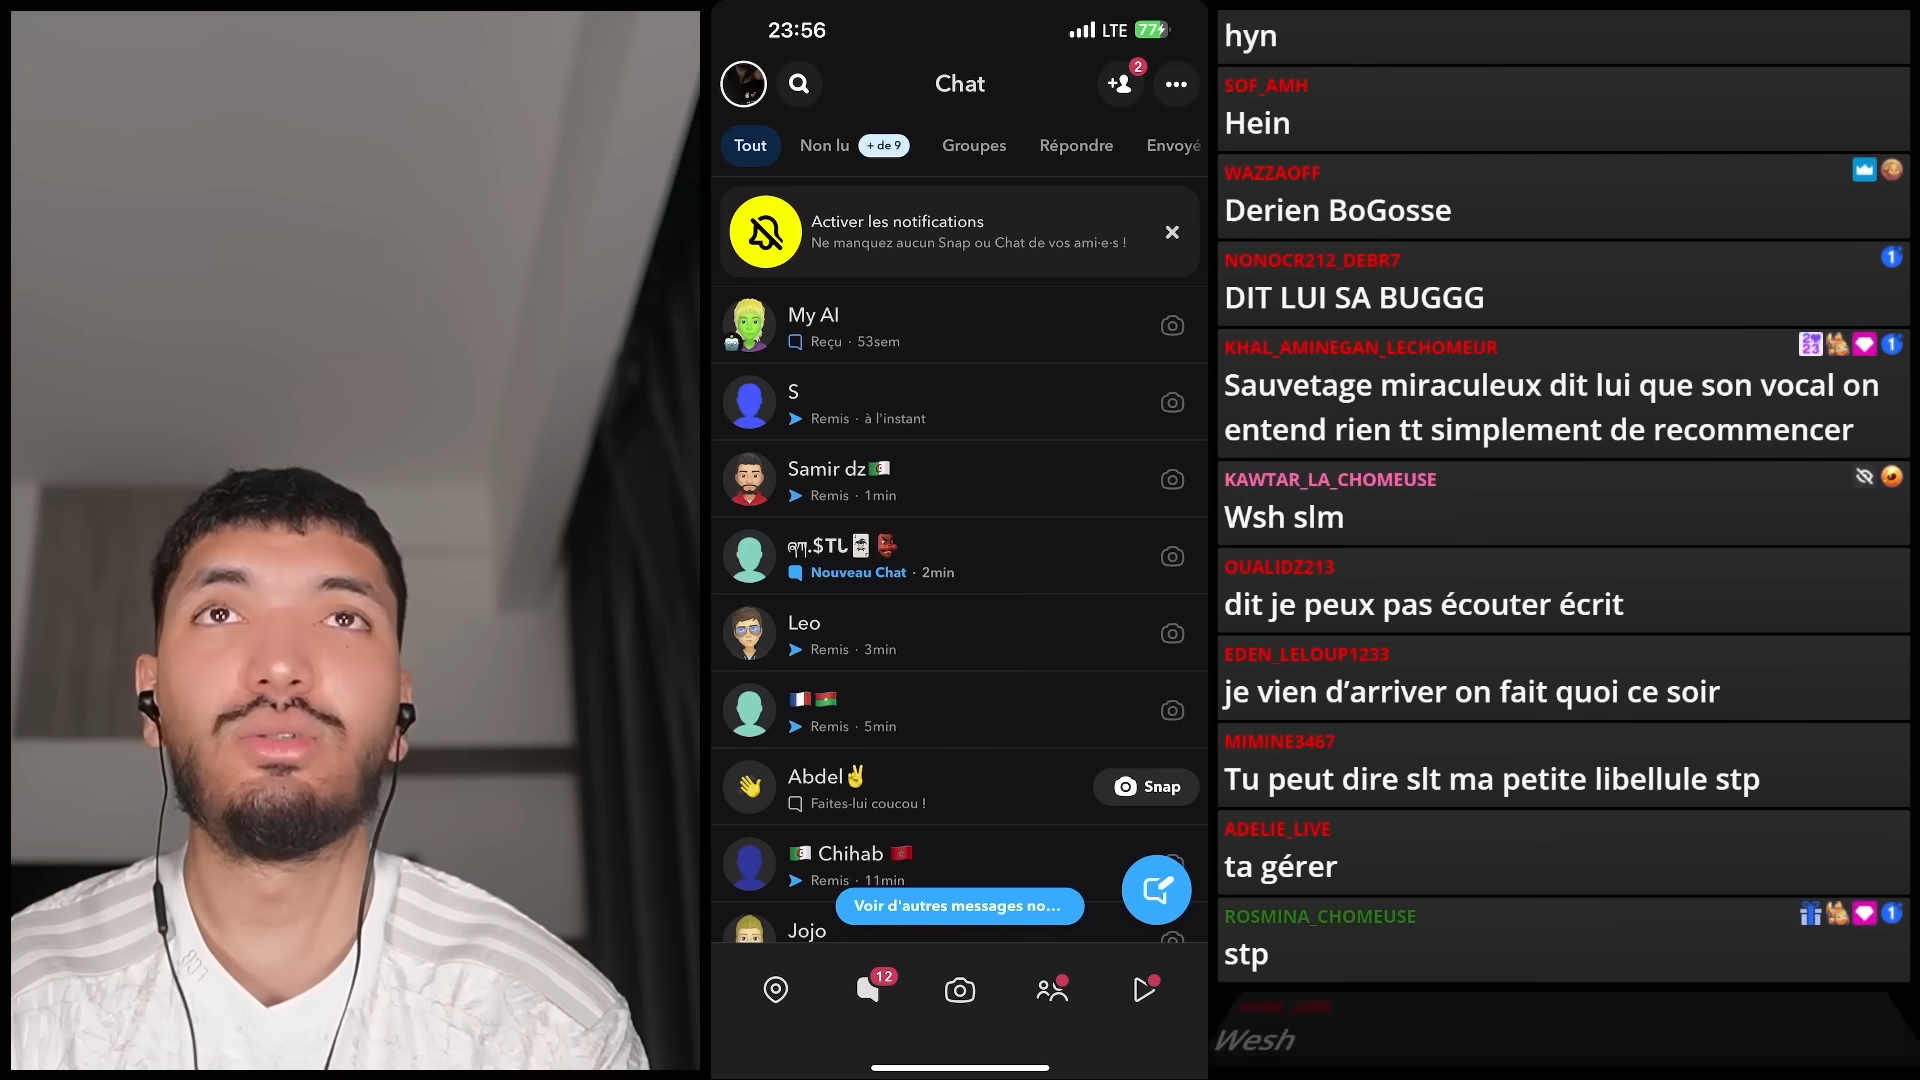 23:56
LTE
77
2
Chat
Tout
Non lu
+ de 9
Groupes
Répondre
Envoyé
Activer les notifications
Ne manquez aucun Snap ou Chat de vos ami·e·s !
My AI
Reçu · 53sem
S
Remis · à l'instant
Samir dz🇩🇿
Remis · 1min
Nouveau Chat · 2min
Leo
Remis · 3min
🇫🇷🇧🇫
Remis · 5min
Abdel✌️
Faites-lui coucou !
Snap
🇩🇿 Chihab 🇲🇦
Remis · 11min
Voir d'autres messages no...
Jojo
12
hyn
SOF_AMH
Hein
WAZZAOFF
Derien BoGosse
NONOCR212_DEBR7
1
DIT LUI SA BUGGG
KHAL_AMINEGAN_LECHOMEUR
1
Sauvetage miraculeux dit lui que son vocal on
entend rien tt simplement de recommencer
KAWTAR_LA_CHOMEUSE
Wsh slm
OUALIDZ213
dit je peux pas écouter écrit
EDEN_LELOUP1233
je vien d’arriver on fait quoi ce soir
MIMINE3467
Tu peut dire slt ma petite libellule stp
ADELIE_LIVE
ta gérer
ROSMINA_CHOMEUSE
1
stp
Wesh